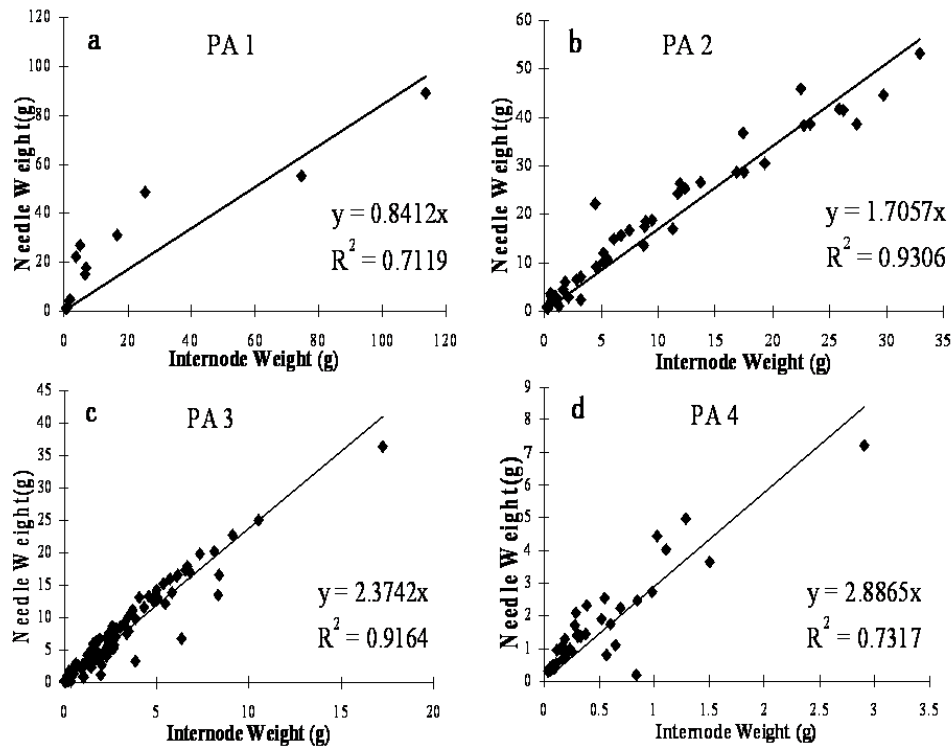 a PA 1
120
100
80
60
40
20
0
Needle Weight(g)
y = 0.8412x
R² = 0.7119
0 20 40 60 80 100 120
Internode Weight (g)
b PA 2
60
50
40
30
20
10
0
Needle Weight(g)
y = 1.7057x
R² = 0.9306
0 5 10 15 20 25 30 35
Internode Weight (g)
c PA 3
45
40
35
30
25
20
15
10
5
0
Needle Weight(g)
y = 2.3742x
R² = 0.9164
0 5 10 15 20
Internode Weight (g)
d PA 4
9
8
7
6
5
4
3
2
1
0
Needle Weight(g)
y = 2.8865x
R² = 0.7317
0 0.5 1 1.5 2 2.5 3 3.5
Internode Weight (g)